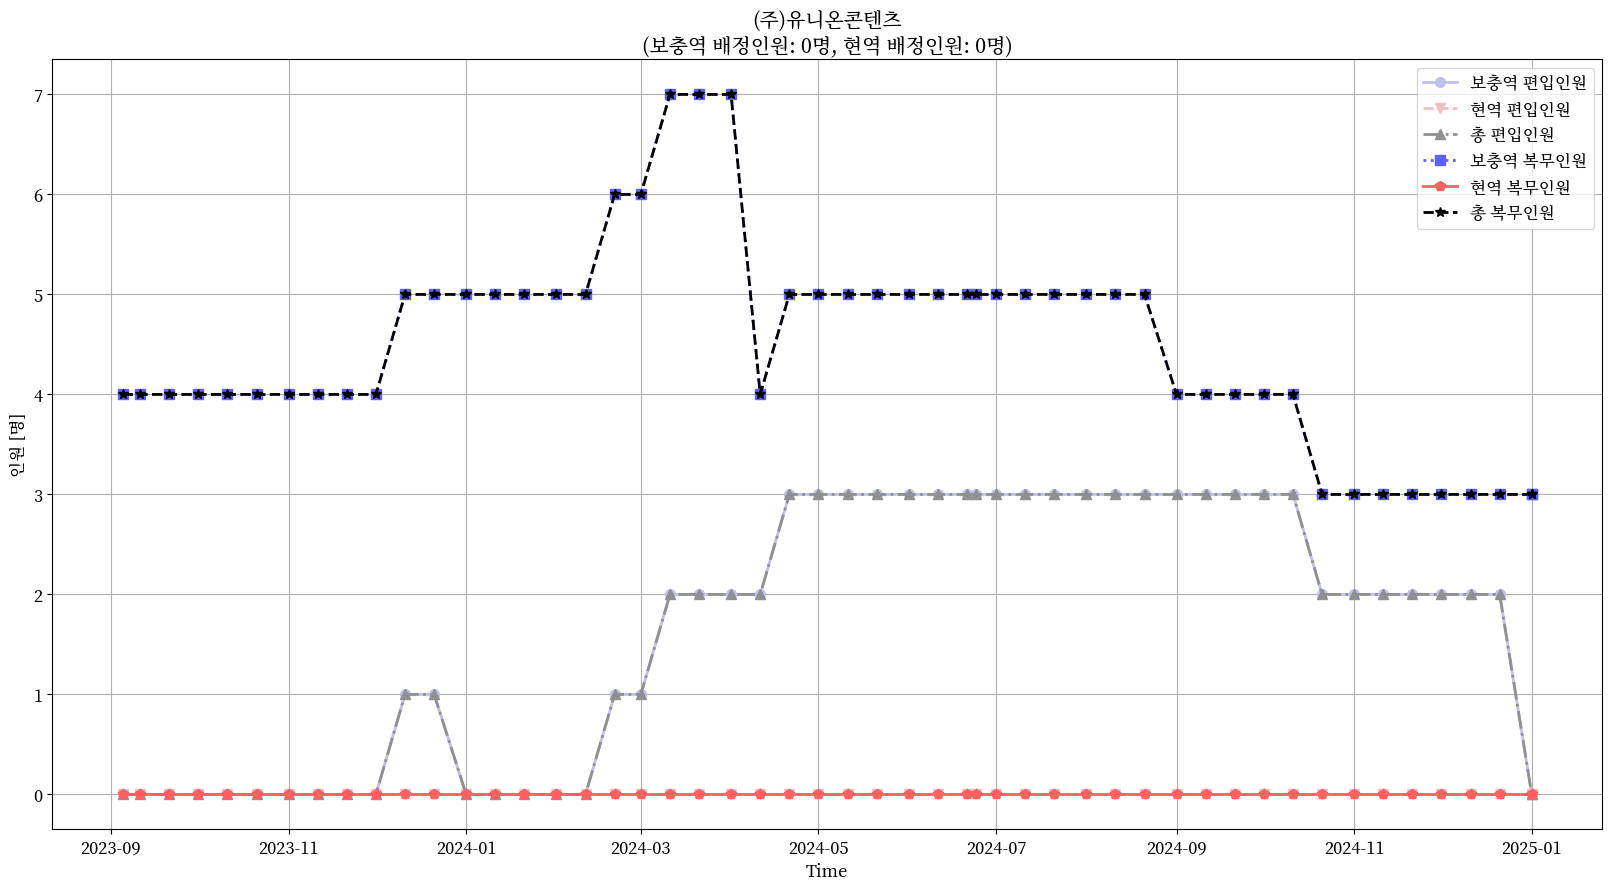 (주)유니온콘텐츠
(보충역 배정인원: 0명, 현역 배정인원: 0명)
보충역 편입인원
현역 편입인원
총 편입인원
보충역 복무인원
현역 복무인원
총 복무인원
인원 [명]
7
6
5
4
3
2
1
0
2023-09
2023-11
2024-01
2024-03
2024-05
2024-07
2024-09
2024-11
2025-01
Time